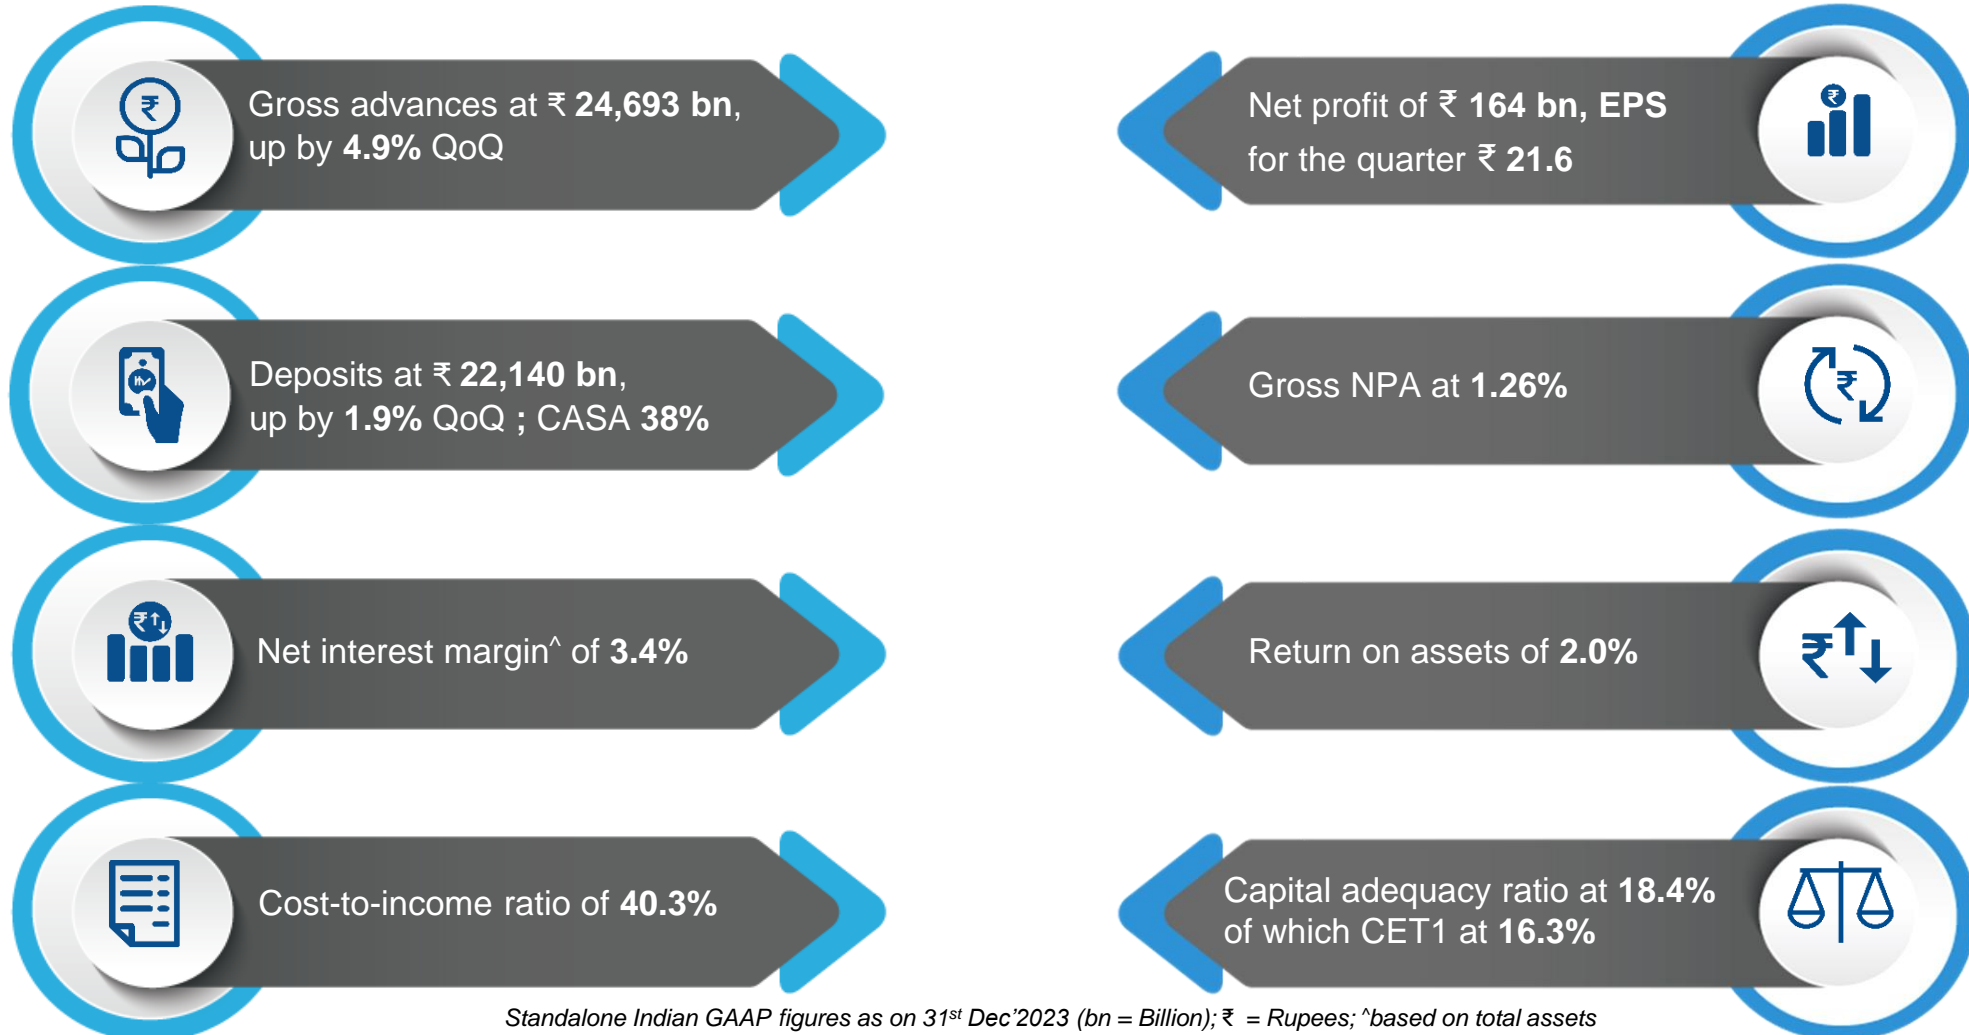 Gross advances at ₹ 24,693 bn,
up by 4.9% QoQ
Net profit of ₹ 164 bn, EPS
for the quarter ₹ 21.6
Deposits at ₹ 22,140 bn,
up by 1.9% QoQ ; CASA 38%
Gross NPA at 1.26%
Net interest margin^ of 3.4%
Return on assets of 2.0%
Cost-to-income ratio of 40.3%
Capital adequacy ratio at 18.4%
of which CET1 at 16.3%
Standalone Indian GAAP figures as on 31st Dec’2023 (bn = Billion); ₹ = Rupees; ^based on total assets